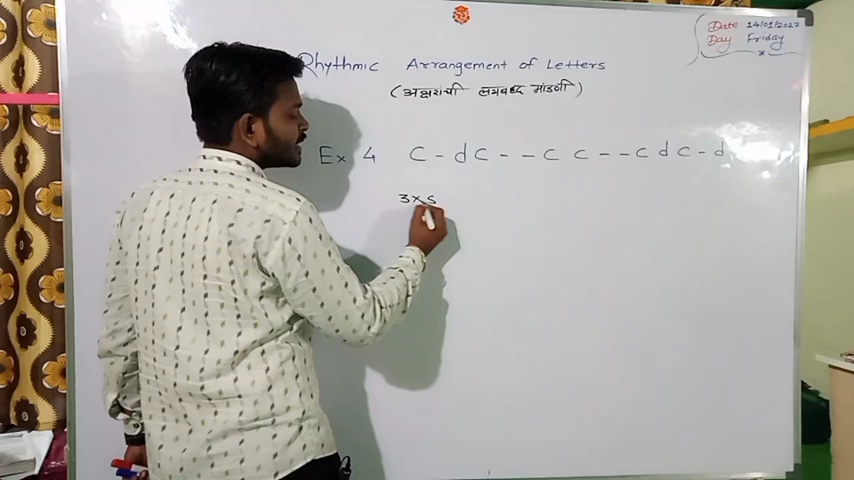 Date 14/01/2022
Day Friday
Rhythmic Arrangement of Letters
(अक्षरांची लयबद्ध मांडणी)
Ex 4 C - d C - - C C - - C d C - d
3×5